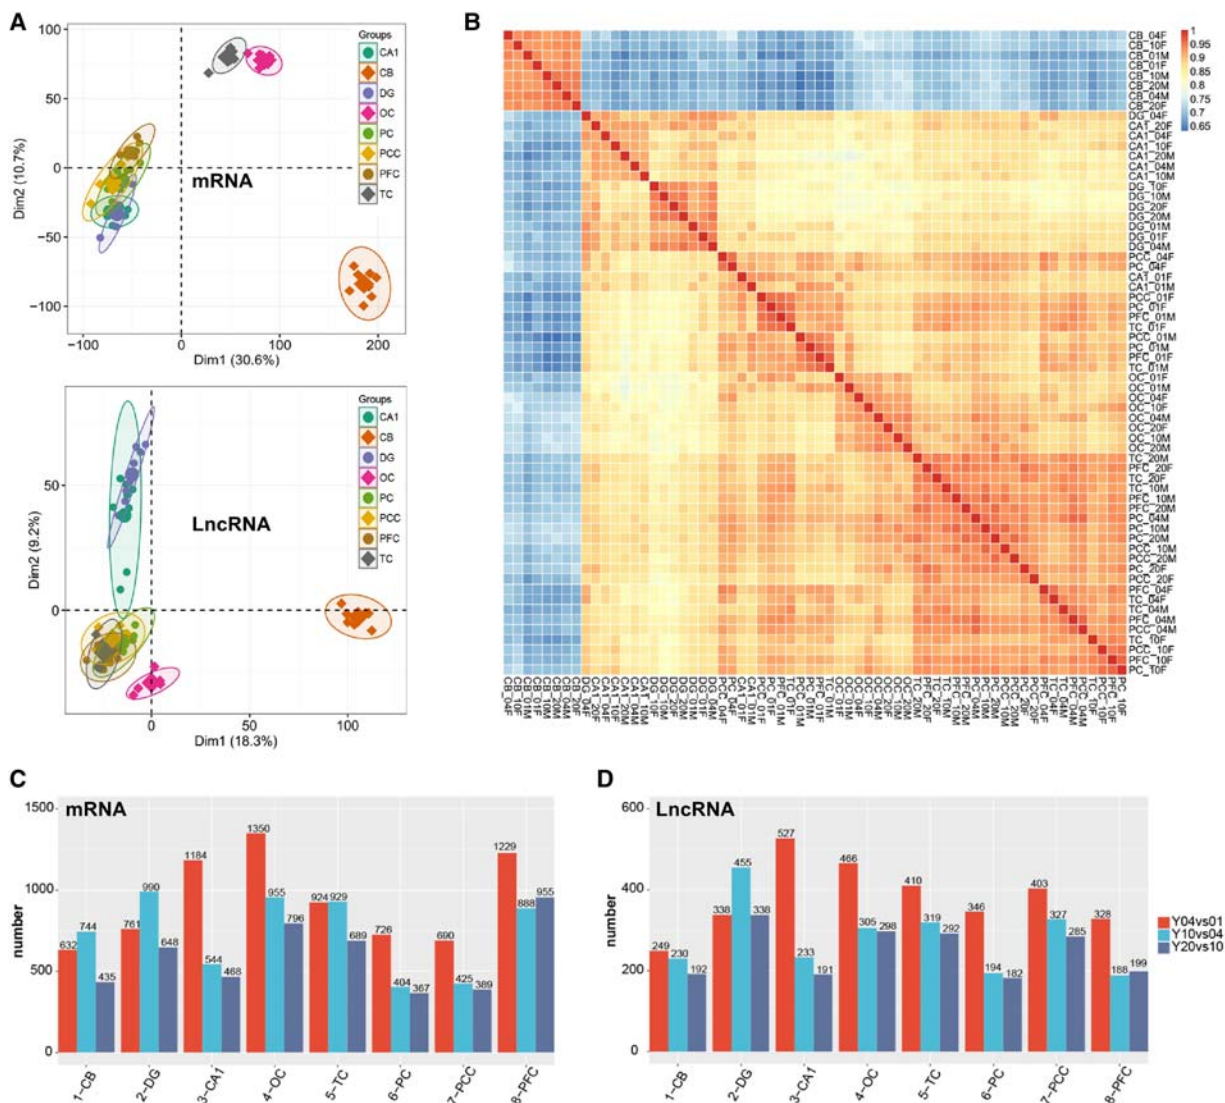 A
100
50
0
−50
−100
Dim2 (10.7%)
mRNA
−100
0
100
200
Dim1 (30.6%)
Groups
CA1
CB
DG
OC
PC
PCC
PFC
TC
50
0
Dim2 (9.2%)
LncRNA
0
100
Dim1 (18.3%)
Groups
CA1
CB
DG
OC
PC
PCC
PFC
TC
B
1
0.95
0.9
0.85
0.8
0.75
0.7
0.65
CB_04F
CB_10F
CB_01M
CB_01F
CB_10M
CB_20M
CB_04M
CB_20F
DG_04F
CA1_20F
CA1_04F
CA1_10F
CA1_20M
CA1_04M
CA1_10M
DG_10F
DG_10M
DG_20F
DG_20M
DG_01M
DG_01F
DG_04M
PCC_04F
PC_04F
CA1_01F
CA1_01M
PCC_01F
PC_01F
PFC_01M
TC_01F
PCC_01M
PC_01M
PFC_01F
TC_01M
OC_01F
OC_01M
OC_04F
OC_10F
OC_04M
OC_20F
OC_10M
OC_20M
TC_20M
PFC_20F
TC_20F
TC_10M
PFC_10M
PFC_20M
PC_04M
PC_10M
PC_20M
PCC_10M
PCC_20M
PC_20F
PCC_20F
PFC_04F
TC_04F
TC_04M
PFC_04M
PCC_04M
TC_10F
PCC_10F
PFC_10F
PC_10F
C
mRNA
number
1500
1000
500
0
632 744 435
761 990 648
1184 544 468
1350 955 796
924 929 689
726 404 367
690 425 389
1229 888 955
1−CB
2−DG
3−CA1
4−OC
5−TC
6−PC
7−PCC
8−PFC
D
LncRNA
number
600
400
200
0
249 230 192
338 455 338
527 233 191
466 305 298
410 319 292
346 194 182
403 327 285
328 188 199
1−CB
2−DG
3−CA1
4−OC
5−TC
6−PC
7−PCC
8−PFC
Y04vs01
Y10vs04
Y20vs10